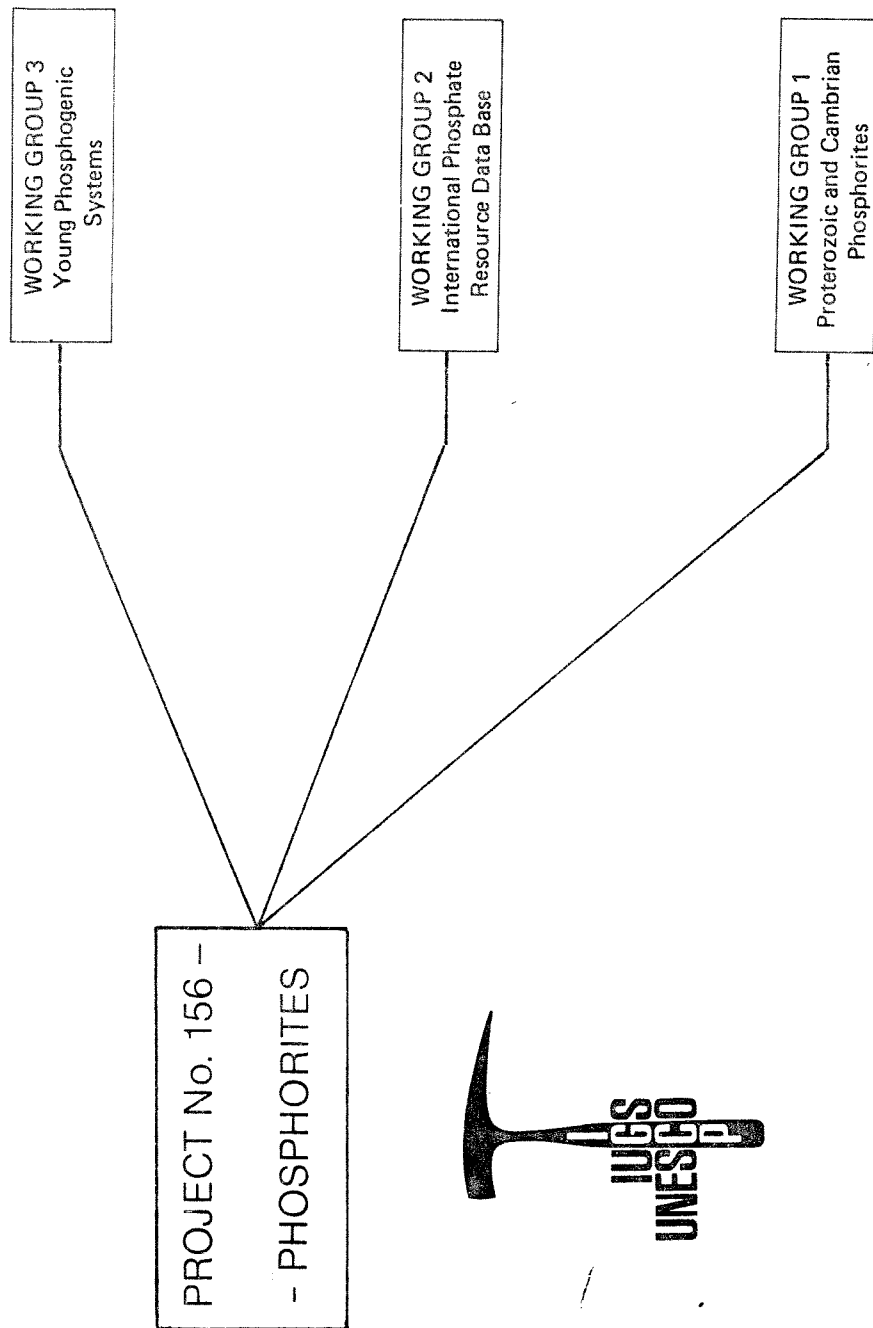 PROJECT No. 156 –
– PHOSPHORITES
WORKING GROUP 3
Young Phosphogenic
Systems
WORKING GROUP 2
International Phosphate
Resource Data Base
WORKING GROUP 1
Proterozoic and Cambrian
Phosphorites
I
IUGS
UNESCO
P